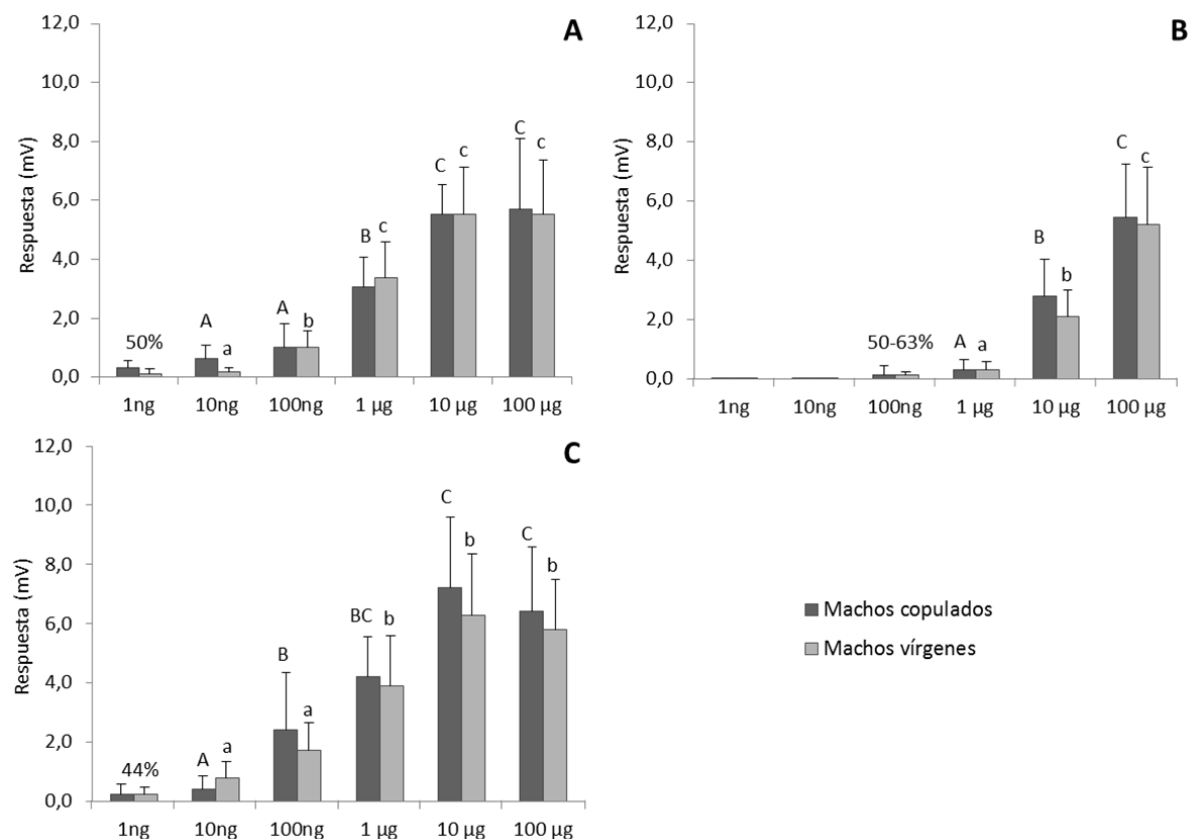 12,0
10,0
8,0
6,0
4,0
2,0
0,0
Respuesta (mV)
A
50%
A
a
A
b
B
c
C
c
C
c
1ng
10ng
100ng
1 µg
10 µg
100 µg
12,0
10,0
8,0
6,0
4,0
2,0
0,0
Respuesta (mV)
B
50-63%
A
a
B
b
C
c
1ng
10ng
100ng
1 µg
10 µg
100 µg
12,0
10,0
8,0
6,0
4,0
2,0
0,0
Respuesta (mV)
C
44%
A
a
B
a
BC
b
C
b
C
b
1ng
10ng
100ng
1 µg
10 µg
100 µg
Machos copulados
Machos vírgenes